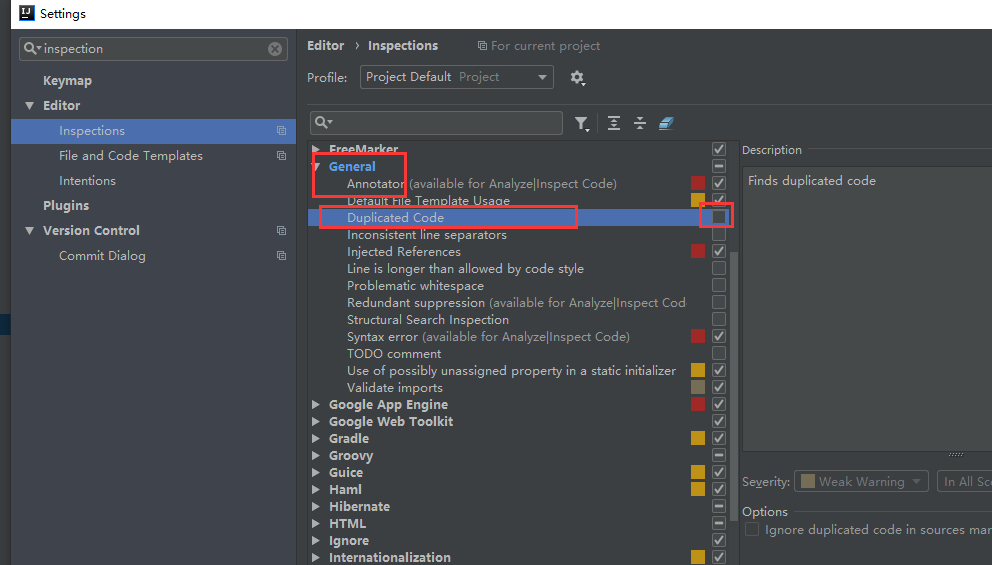 IJ Settings
inspection
Keymap
Editor
Inspections
File and Code Templates
Intentions
Plugins
Version Control
Commit Dialog
Editor › Inspections For current project
Profile: Project Default Project
FreeMarker
General
Annotator (available for Analyze|Inspect Code)
Default File Template Usage
Duplicated Code
Inconsistent line separators
Injected References
Line is longer than allowed by code style
Problematic whitespace
Redundant suppression (available for Analyze|Inspect Cod
Structural Search Inspection
Syntax error (available for Analyze|Inspect Code)
TODO comment
Use of possibly unassigned property in a static initializer
Validate imports
Google App Engine
Google Web Toolkit
Gradle
Groovy
Guice
Haml
Hibernate
HTML
Ignore
Internationalization
Description
Finds duplicated code
Severity: Weak Warning In All Sc
Options
Ignore duplicated code in sources mar